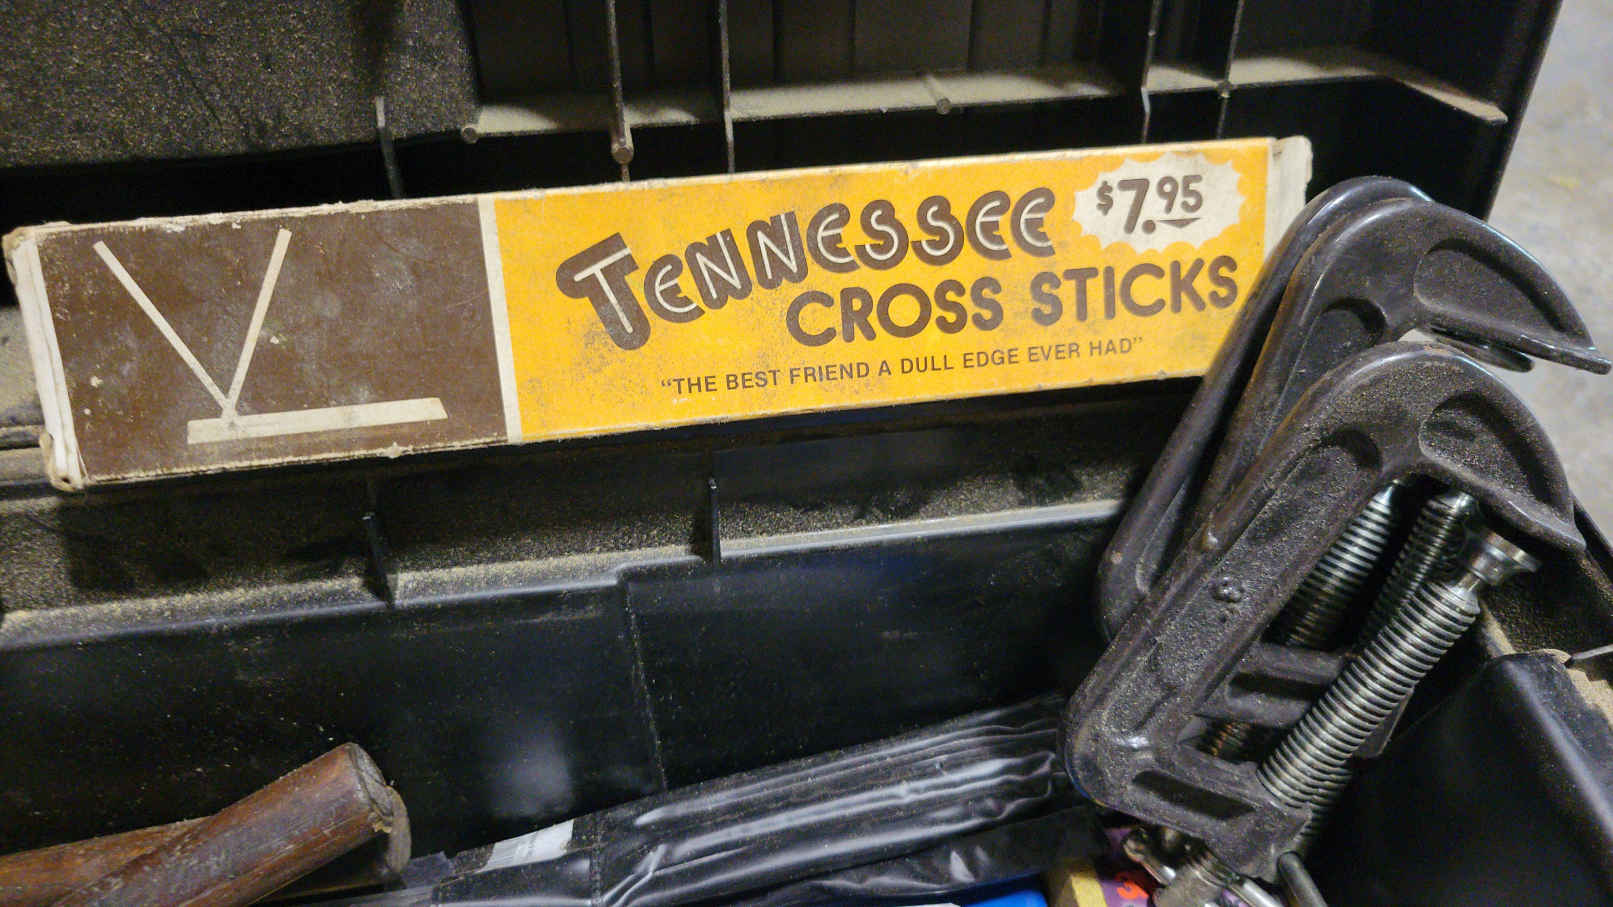 TENNESSEE
$7.95
CROSS STICKS
“THE BEST FRIEND A DULL EDGE EVER HAD”